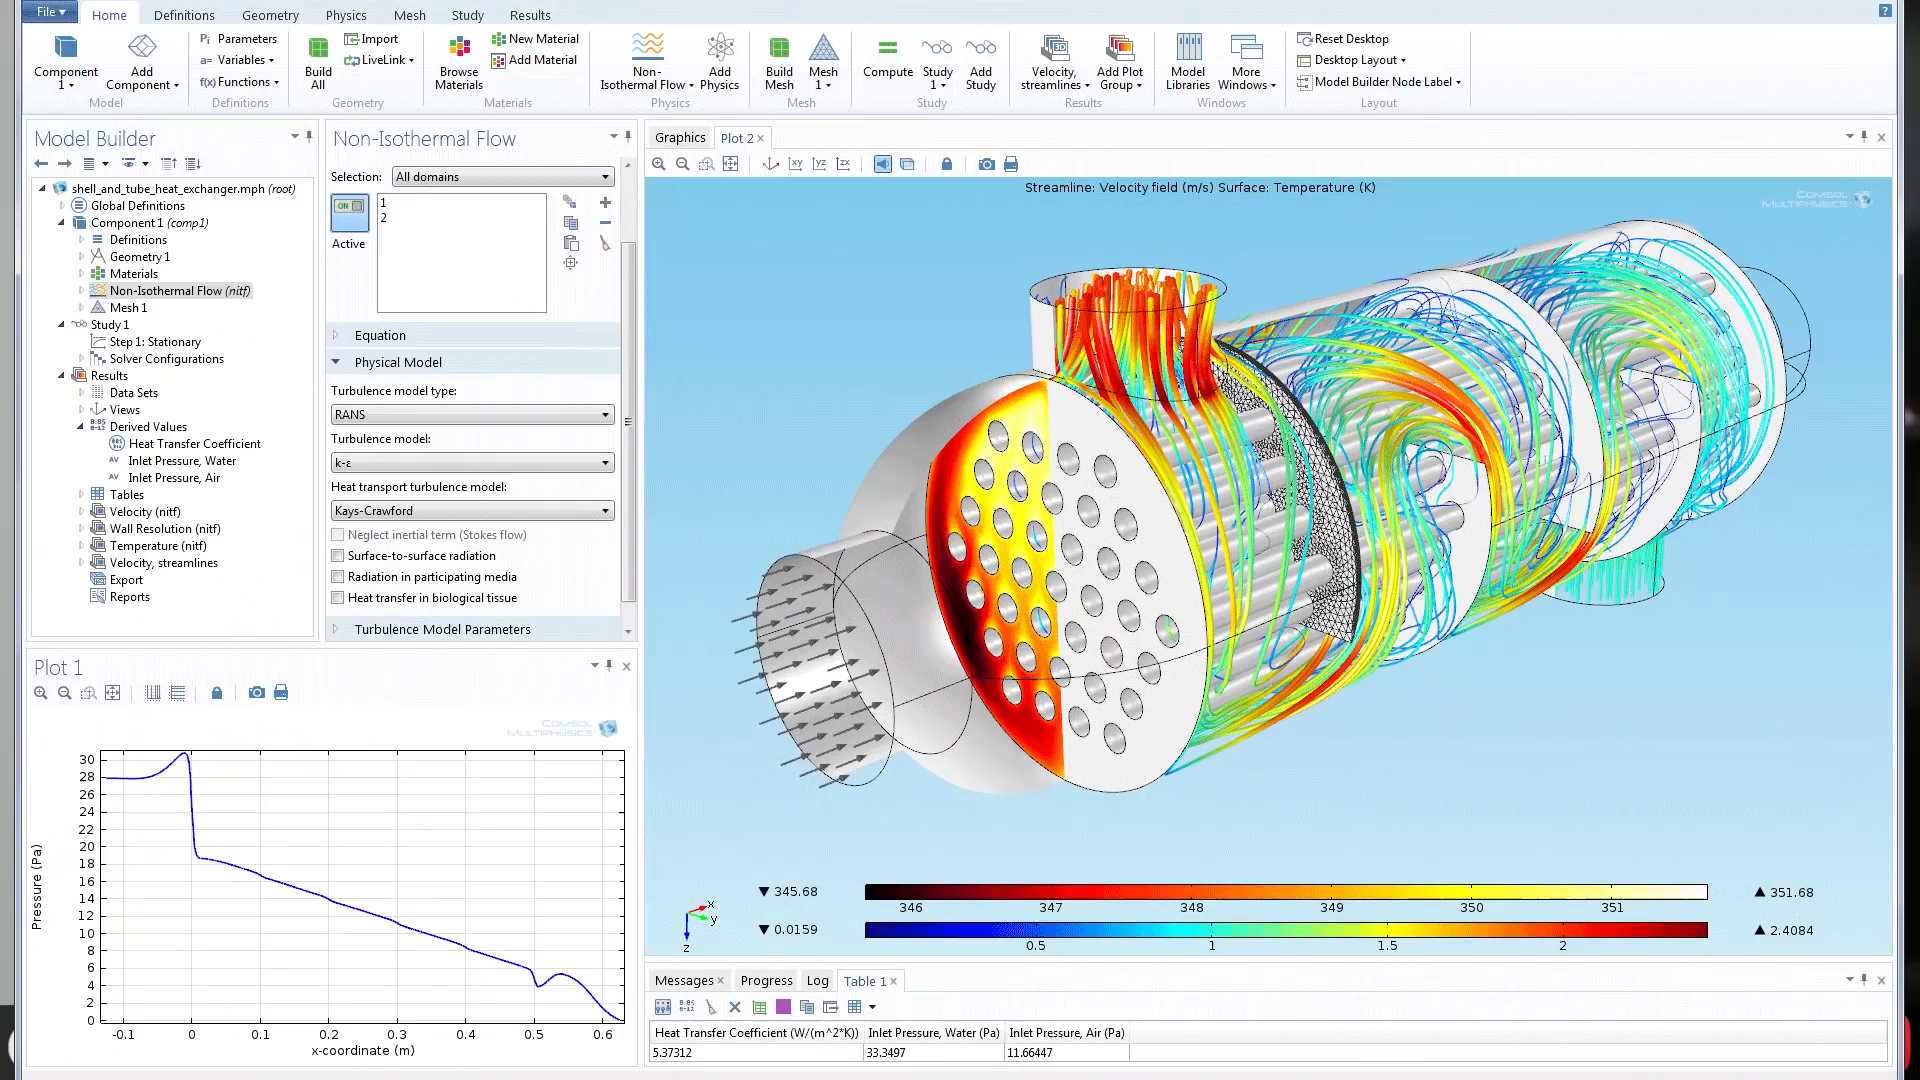 File
Home Definitions Geometry Physics Mesh Study Results
Component 1
Add Component
Model
Pi Parameters
a= Variables
f(x) Functions
Definitions
Build All
Import
LiveLink
Geometry
Browse Materials
New Material
Add Material
Materials
Non-Isothermal Flow
Add Physics
Physics
Build Mesh
Mesh 1
Mesh
Compute
Study 1
Add Study
Study
Velocity, streamlines
Add Plot Group
Results
Model Libraries
More Windows
Windows
Reset Desktop
Desktop Layout
Model Builder Node Label
Layout
Model Builder
shell_and_tube_heat_exchanger.mph (root)
Global Definitions
Component 1 (comp1)
Definitions
Geometry 1
Materials
Non-Isothermal Flow (nitf)
Mesh 1
Study 1
Step 1: Stationary
Solver Configurations
Results
Data Sets
Views
Derived Values
Heat Transfer Coefficient
Inlet Pressure, Water
Inlet Pressure, Air
Tables
Velocity (nitf)
Wall Resolution (nitf)
Temperature (nitf)
Velocity, streamlines
Export
Reports
Non-Isothermal Flow
Selection: All domains
ON
Active
1
2
Equation
Physical Model
Turbulence model type:
RANS
Turbulence model:
k-ε
Heat transport turbulence model:
Kays-Crawford
Neglect inertial term (Stokes flow)
Surface-to-surface radiation
Radiation in participating media
Heat transfer in biological tissue
Turbulence Model Parameters
Plot 1
COMSOL
MULTIPHYSICS
30
28
26
24
22
20
18
16
14
12
10
8
6
4
2
0
Pressure (Pa)
-0.1 0 0.1 0.2 0.3 0.4 0.5 0.6
x-coordinate (m)
Graphics Plot 2
xy yz zx
Streamline: Velocity field (m/s) Surface: Temperature (K)
COMSOL
MULTIPHYSICS
x
y
z
▼ 345.68 ▲ 351.68
346 347 348 349 350 351
▼ 0.0159 ▲ 2.4084
0.5 1 1.5 2
Messages Progress Log Table 1
8.85
e-12
Heat Transfer Coefficient (W/(m^2*K)) Inlet Pressure, Water (Pa) Inlet Pressure, Air (Pa)
5.37312 33.3497 11.66447